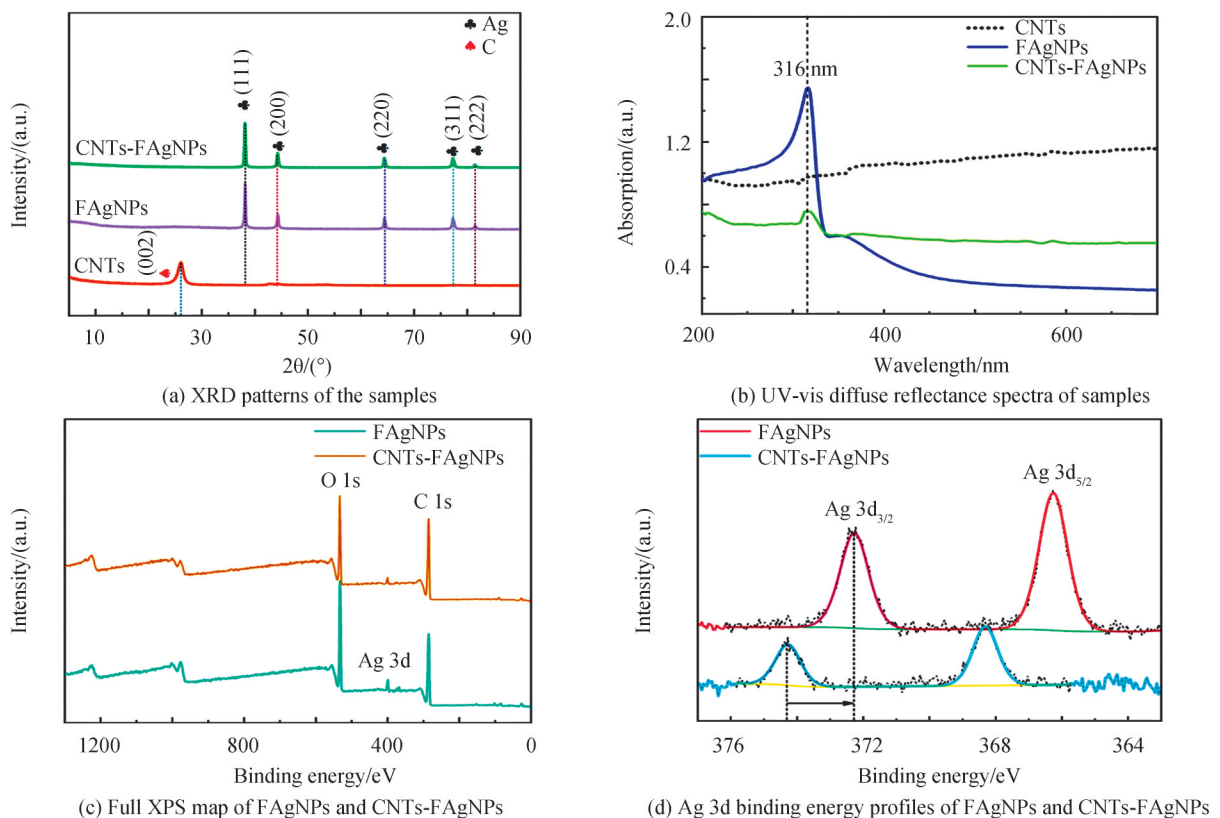 Ag
C
(111)
(200)
(220)
(311)
(222)
CNTs-FAgNPs
FAgNPs
(002)
CNTs
Intensity/(a.u.)
10 30 50 70 90
2θ/(°)
(a) XRD patterns of the samples
2.0
CNTs
FAgNPs
CNTs-FAgNPs
316 nm
1.2
0.4
Absorption/(a.u.)
200 400 600
Wavelength/nm
(b) UV-vis diffuse reflectance spectra of samples
FAgNPs
CNTs-FAgNPs
O 1s
C 1s
Ag 3d
Intensity/(a.u.)
1200 800 400 0
Binding energy/eV
(c) Full XPS map of FAgNPs and CNTs-FAgNPs
FAgNPs
CNTs-FAgNPs
Ag 3d5/2
Ag 3d3/2
Intensity/(a.u.)
376 372 368 364
Binding energy/eV
(d) Ag 3d binding energy profiles of FAgNPs and CNTs-FAgNPs